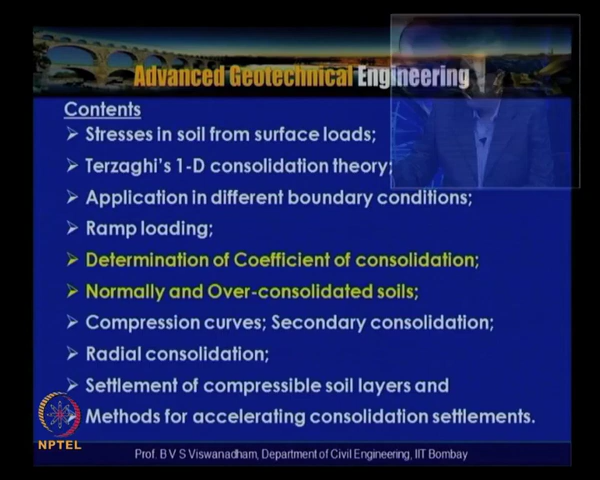 Advanced Geotechnical Engineering
Contents
➢ Stresses in soil from surface loads;
➢ Terzaghi's 1-D consolidation theory;
➢ Application in different boundary conditions;
➢ Ramp loading;
➢ Determination of Coefficient of consolidation;
➢ Normally and Over-consolidated soils;
➢ Compression curves; Secondary consolidation;
➢ Radial consolidation;
➢ Settlement of compressible soil layers and
➢ Methods for accelerating consolidation settlements.
NPTEL
Prof. B V S Viswanadham, Department of Civil Engineering, IIT Bombay